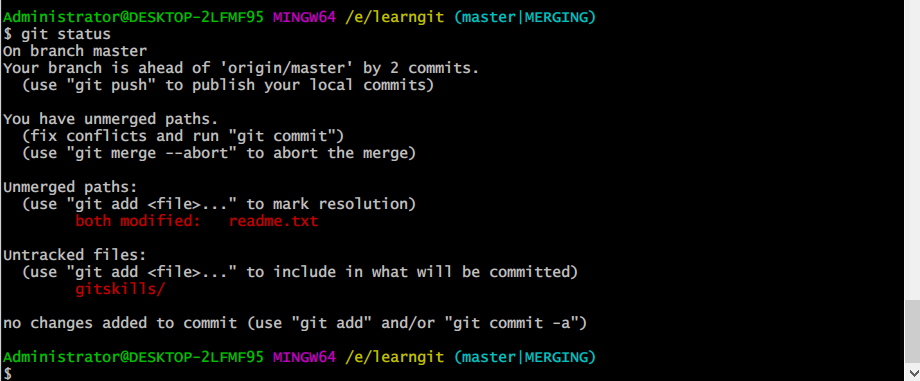 Administrator@DESKTOP-2LFMF95 MINGW64 /e/learngit (master|MERGING)
$ git status
On branch master
Your branch is ahead of 'origin/master' by 2 commits.
  (use "git push" to publish your local commits)

You have unmerged paths.
  (fix conflicts and run "git commit")
  (use "git merge --abort" to abort the merge)

Unmerged paths:
  (use "git add <file>..." to mark resolution)
        both modified:   readme.txt

Untracked files:
  (use "git add <file>..." to include in what will be committed)
        gitskills/

no changes added to commit (use "git add" and/or "git commit -a")

Administrator@DESKTOP-2LFMF95 MINGW64 /e/learngit (master|MERGING)
$